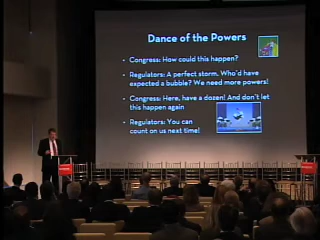 Dance of the Powers
• Congress: How could this happen?
• Regulators: A perfect storm. Who'd have
expected a bubble? We need more powers!
• Congress: Here, have a dozen! And don't let
this happen again
• Regulators: You can
count on us next time!